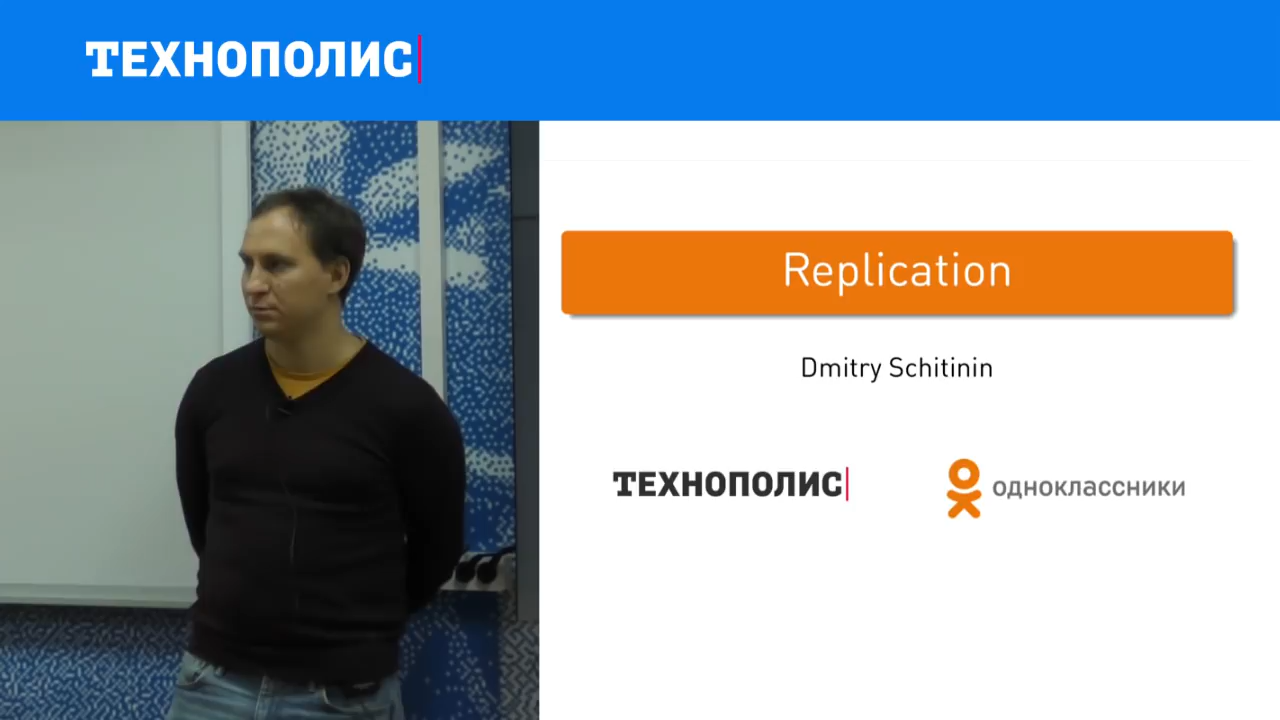 ТЕХНОПОЛИС
Replication
Dmitry Schitinin
ТЕХНОПОЛИС
одноклассники